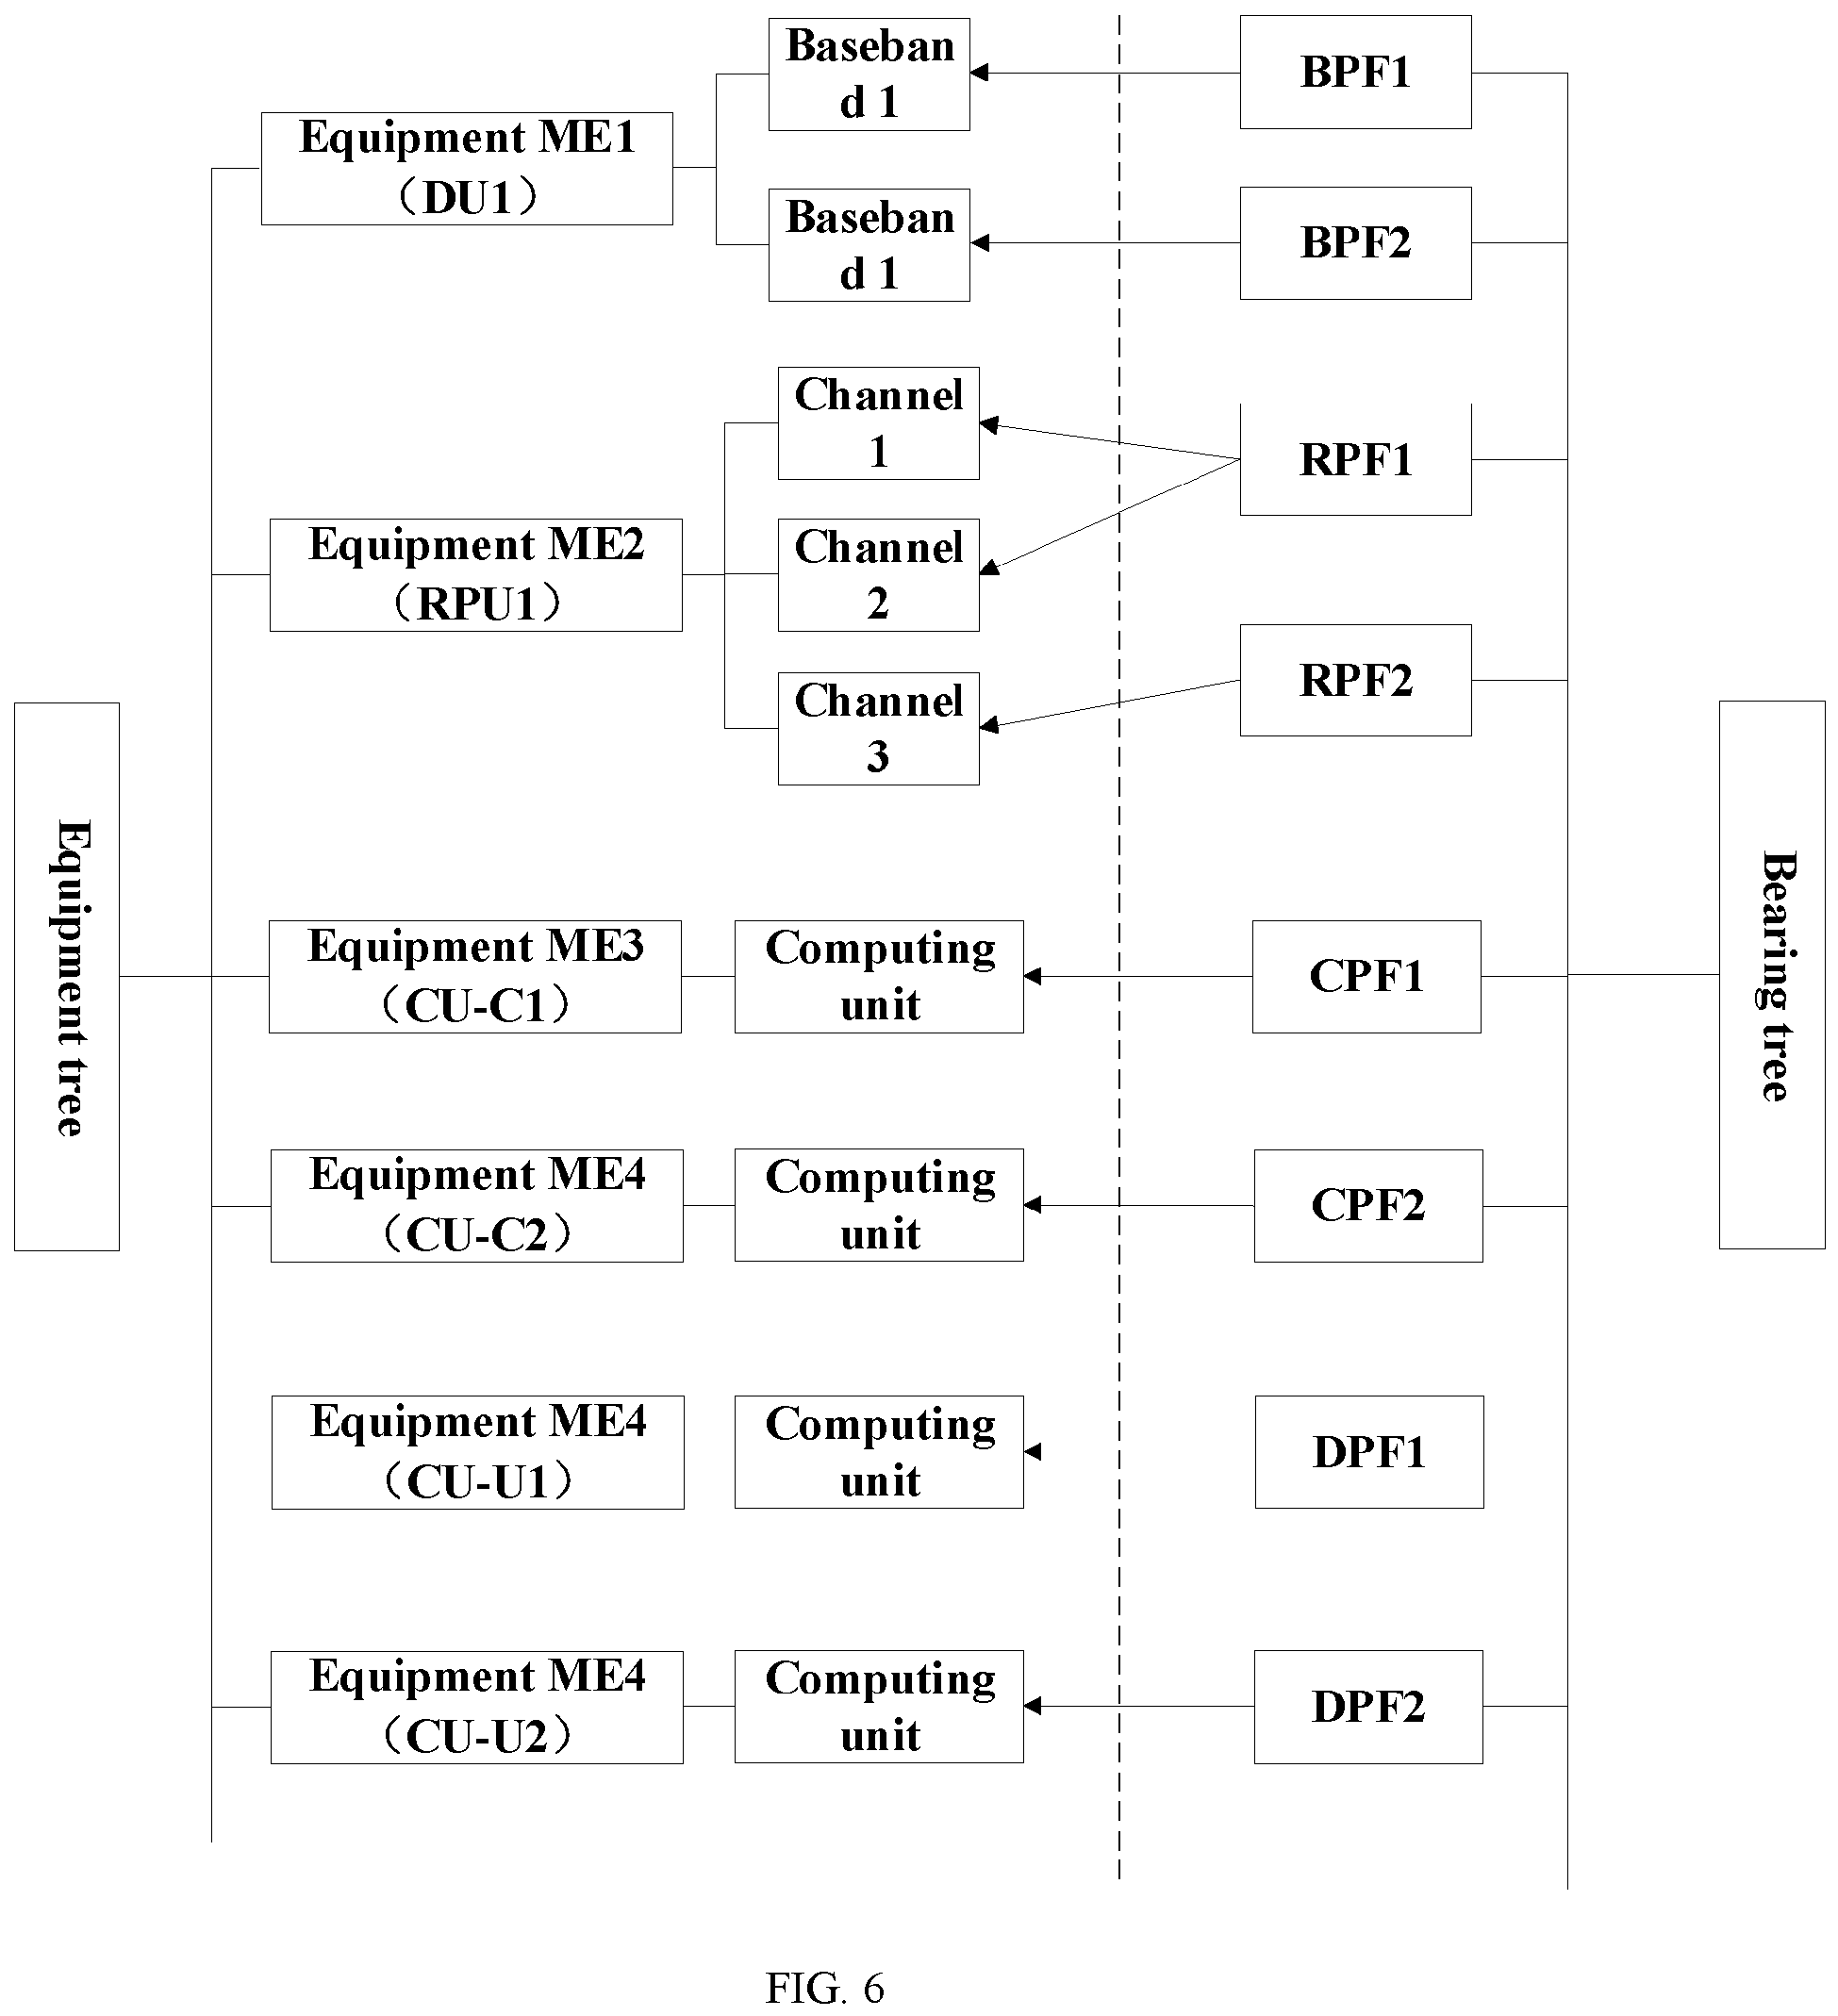 Baseban
d 1
BPF1
Equipment ME1
（DU1）
Baseban
d 1
BPF2
Channel
1
RPF1
Equipment ME2
（RPU1）
Channel
2
RPF2
Channel
3
Equipment tree
Bearing tree
Equipment ME3
（CU-C1）
Computing
unit
CPF1
Equipment ME4
（CU-C2）
Computing
unit
CPF2
Equipment ME4
（CU-U1）
Computing
unit
DPF1
Equipment ME4
（CU-U2）
Computing
unit
DPF2
FIG. 6